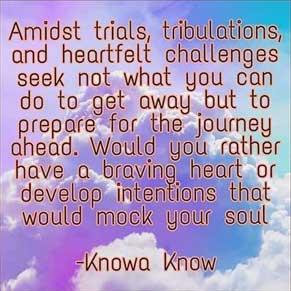 Amidst trials, tribulations,
and heartfelt challenges
seek not what you can
do to get away but to
prepare for the journey
ahead. Would you rather
have a braving heart or
develop intentions that
would mock your soul
-Knowa Know